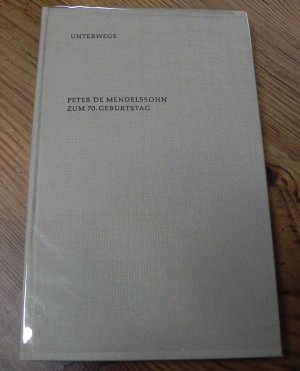 UNTERWEGS
PETER DE MENDELSSOHN
ZUM 70. GEBURTSTAG